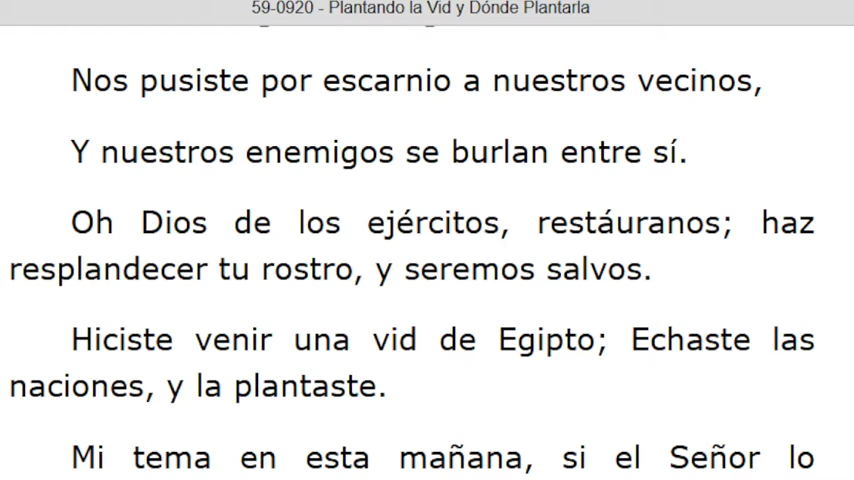 59-0920 - Plantando la Vid y Dónde Plantarla
Nos pusiste por escarnio a nuestros vecinos,
Y nuestros enemigos se burlan entre sí.
Oh Dios de los ejércitos, restáuranos; haz
resplandecer tu rostro, y seremos salvos.
Hiciste venir una vid de Egipto; Echaste las
naciones, y la plantaste.
Mi tema en esta mañana, si el Señor lo